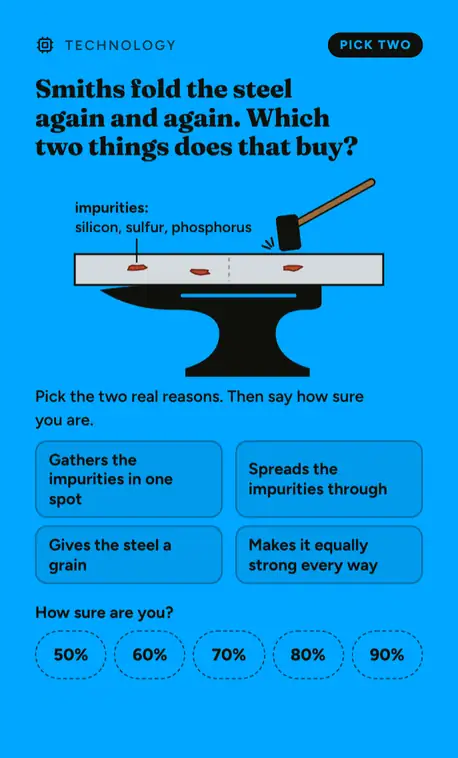 TECHNOLOGY
PICK TWO
Smiths fold the steel
again and again. Which
two things does that buy?
impurities:
silicon, sulfur, phosphorus
Pick the two real reasons. Then say how sure
you are.
Gathers the
impurities in one
spot
Spreads the
impurities through
Gives the steel a
grain
Makes it equally
strong every way
How sure are you?
50%
60%
70%
80%
90%